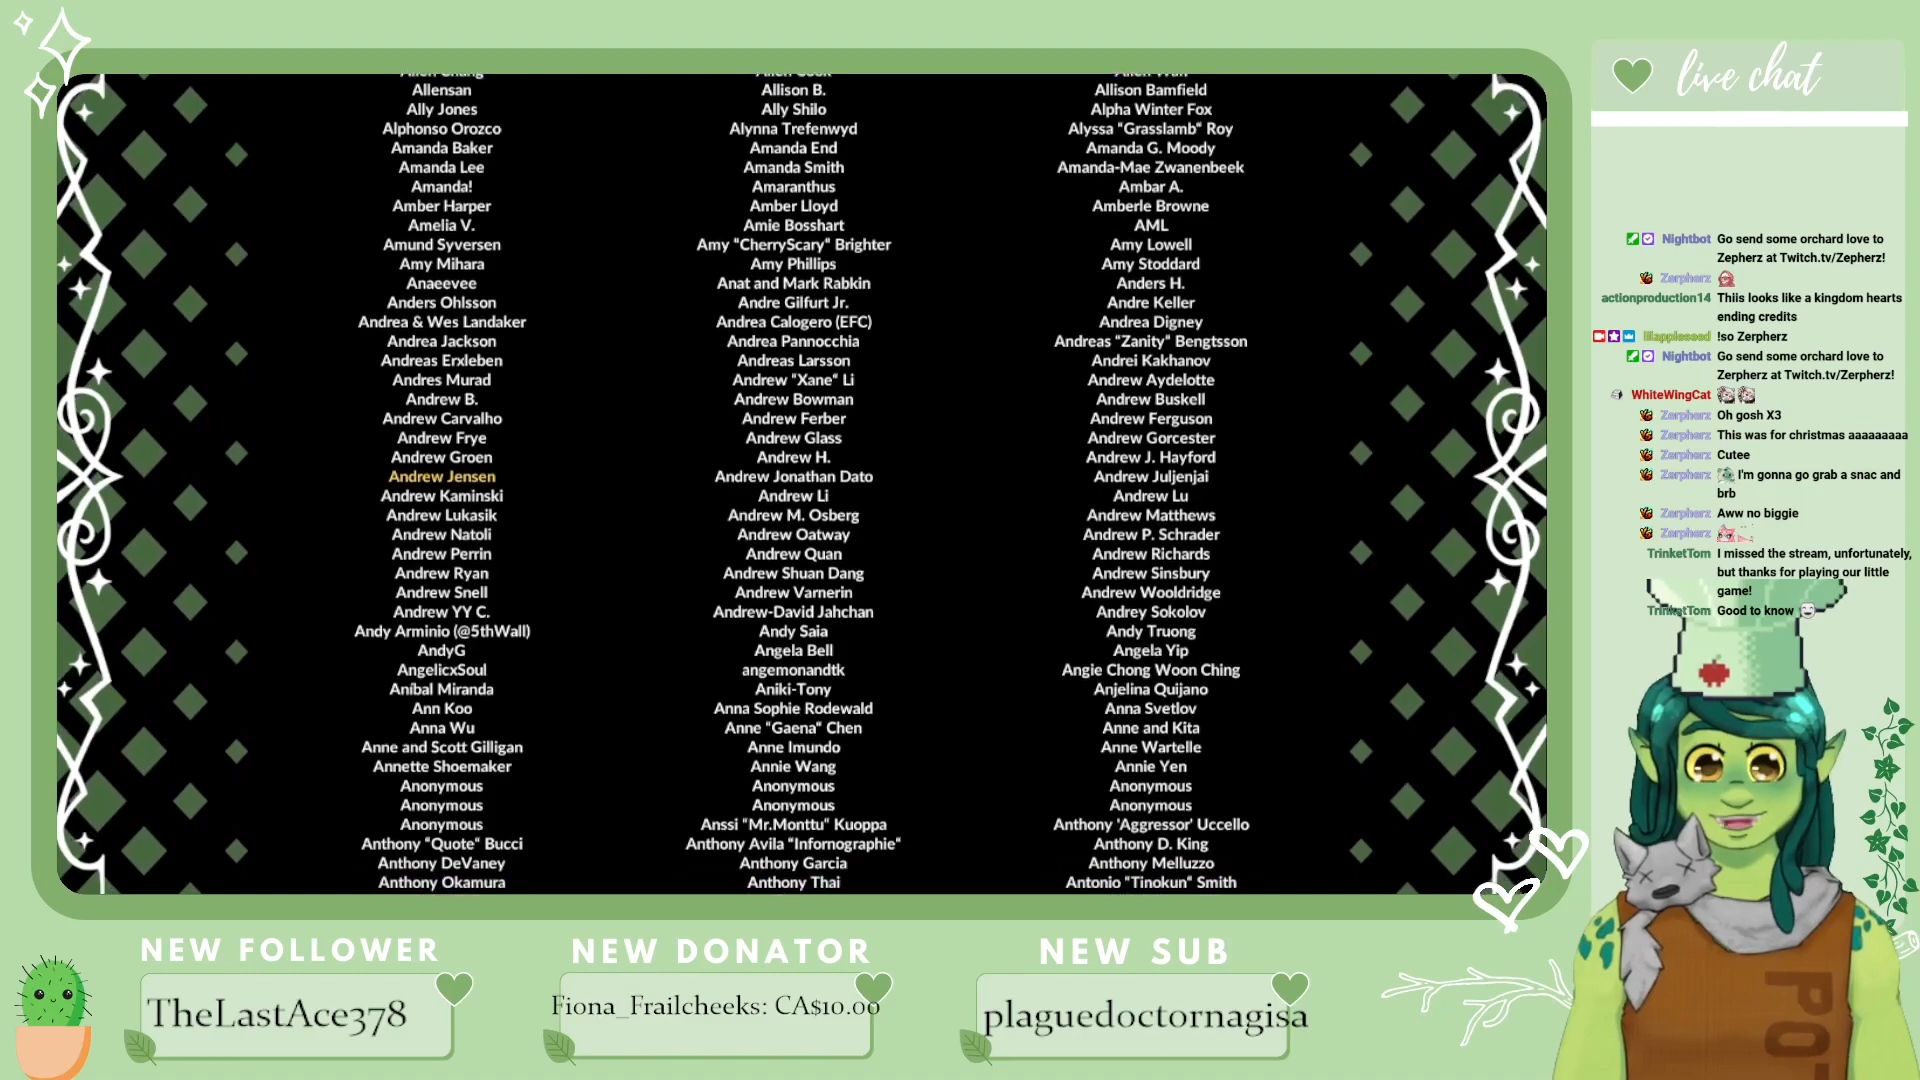 Allensan
Allison B.
Allison Bamfield
Ally Jones
Ally Shilo
Alpha Winter Fox
Alphonso Orozco
Alynna Trefenwyd
Alyssa "Grasslamb" Roy
Amanda Baker
Amanda End
Amanda G. Moody
Amanda Lee
Amanda Smith
Amanda-Mae Zwanenbeek
Amanda!
Amaranthus
Ambar A.
Amber Harper
Amber Lloyd
Amberle Browne
Amelia V.
Amie Bosshart
AML
Amund Syversen
Amy "CherryScary" Brighter
Amy Lowell
Amy Mihara
Amy Phillips
Amy Stoddard
Anaeevee
Anat and Mark Rabkin
Anders H.
Anders Ohlsson
Andre Gilfurt Jr.
Andre Keller
Andrea & Wes Landaker
Andrea Calogero (EFC)
Andrea Digney
Andrea Jackson
Andrea Pannocchia
Andreas "Zanity" Bengtsson
Andreas Erxleben
Andreas Larsson
Andrei Kakhanov
Andres Murad
Andrew "Xane" Li
Andrew Aydelotte
Andrew B.
Andrew Bowman
Andrew Buskell
Andrew Carvalho
Andrew Ferber
Andrew Ferguson
Andrew Frye
Andrew Glass
Andrew Gorcester
Andrew Groen
Andrew H.
Andrew J. Hayford
Andrew Jensen
Andrew Jonathan Dato
Andrew Juljenjai
Andrew Kaminski
Andrew Li
Andrew Lu
Andrew Lukasik
Andrew M. Osberg
Andrew Matthews
Andrew Natoli
Andrew Oatway
Andrew P. Schrader
Andrew Perrin
Andrew Quan
Andrew Richards
Andrew Ryan
Andrew Shuan Dang
Andrew Sinsbury
Andrew Snell
Andrew Varnerin
Andrew Wooldridge
Andrew YY C.
Andrew-David Jahchan
Andrey Sokolov
Andy Arminio (@5thWall)
Andy Saia
Andy Truong
AndyG
Angela Bell
Angela Yip
AngelicxSoul
angemonandtk
Angie Chong Woon Ching
Aníbal Miranda
Aniki-Tony
Anjelina Quijano
Ann Koo
Anna Sophie Rodewald
Anna Svetlov
Anna Wu
Anne "Gaena" Chen
Anne and Kita
Anne and Scott Gilligan
Anne Imundo
Anne Wartelle
Annette Shoemaker
Annie Wang
Annie Yen
Anonymous
Anonymous
Anonymous
Anonymous
Anonymous
Anonymous
Anonymous
Anssi "Mr.Monttu" Kuoppa
Anthony 'Aggressor' Uccello
Anthony "Quote" Bucci
Anthony Avila "Infornographie"
Anthony D. King
Anthony DeVaney
Anthony Garcia
Anthony Melluzzo
Anthony Okamura
Anthony Thai
Antonio "Tinokun" Smith
live chat
Nightbot Go send some orchard love to
Zepherz at Twitch.tv/Zepherz!
Zerpherz
actionproduction14 Thiis looks like a kingdom hearts
ending credits
lilappleseed !so Zerpherz
Nightbot Go send some orchard love to
Zerpherz at Twitch.tv/Zerpherz!
WhiteWingCat
Zerpherz Oh gosh X3
Zerpherz This was for christmas aaaaaaaaa
Zerpherz Cutee
Zerpherz I'm gonna go grab a snac and
brb
Zerpherz Aww no biggie
Zerpherz
TrinketTom I missed the stream, unfortunately,
but thanks for playing our little
game!
TrinketTom Good to know
NEW FOLLOWER
TheLastAce378
NEW DONATOR
Fiona_Frailcheeks: CA$10.00
NEW SUB
plaguedoctornagisa